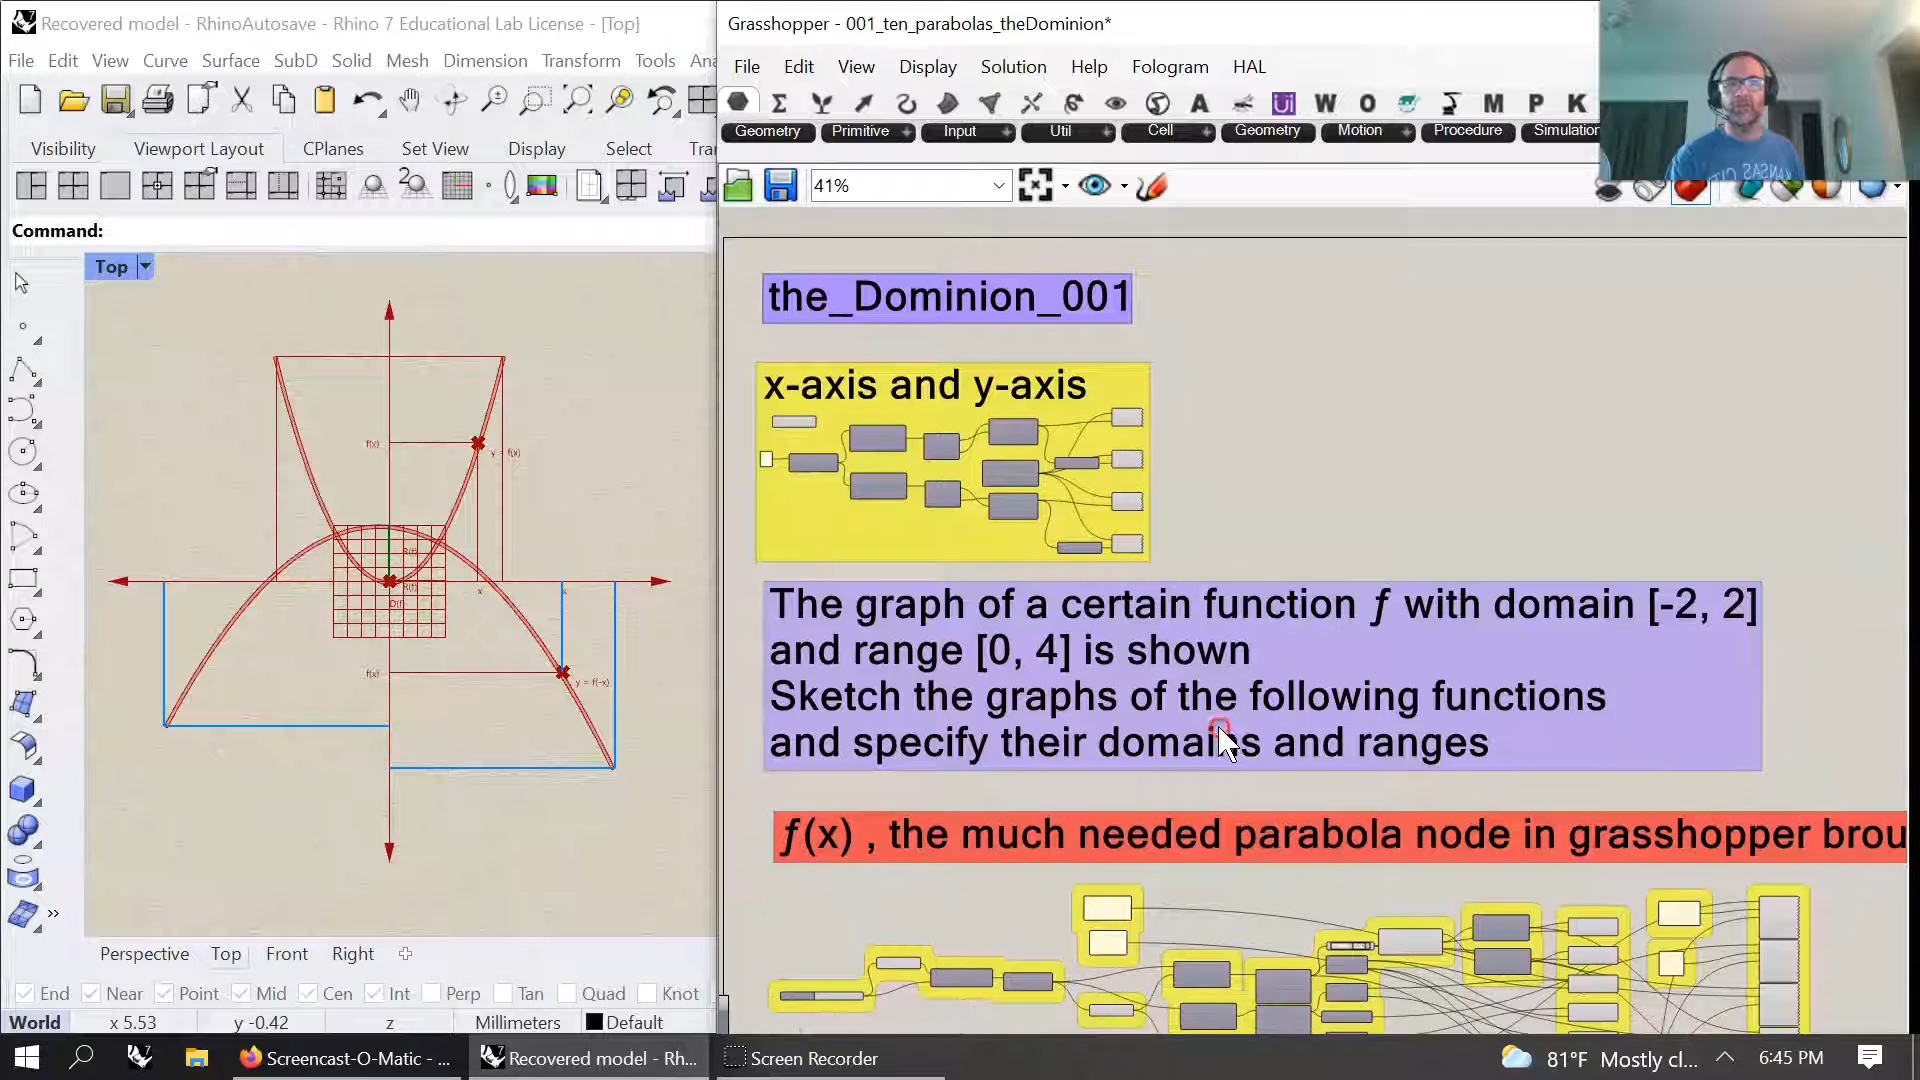 Recovered model - RhinoAutosave - Rhino 7 Educational Lab License - [Top]
File Edit View Curve Surface SubD Solid Mesh Dimension Transform Tools Ana
Visibility Viewport Layout CPlanes Set View Display Select Tra
Command:
Top
f(x)
y = f(x)
R(f)
R(f)
x
x
D(f)
f(x)
y = f(-x)
Perspective Top Front Right
End Near Point Mid Cen Int Perp Tan Quad Knot
World x 5.53 y -0.42 z Millimeters Default
Grasshopper - 001_ten_parabolas_theDominion*
File Edit View Display Solution Help Fologram HAL
Geometry Primitive Input Util Cell Geometry Motion Procedure Simulation
41%
the_Dominion_001
x-axis and y-axis
The graph of a certain function ƒ with domain [-2, 2]
and range [0, 4] is shown
Sketch the graphs of the following functions
and specify their domains and ranges
ƒ(x) , the much needed parabola node in grasshopper brou
Screencast-O-Matic - ... Recovered model - Rh... Screen Recorder 81°F Mostly cl... 6:45 PM